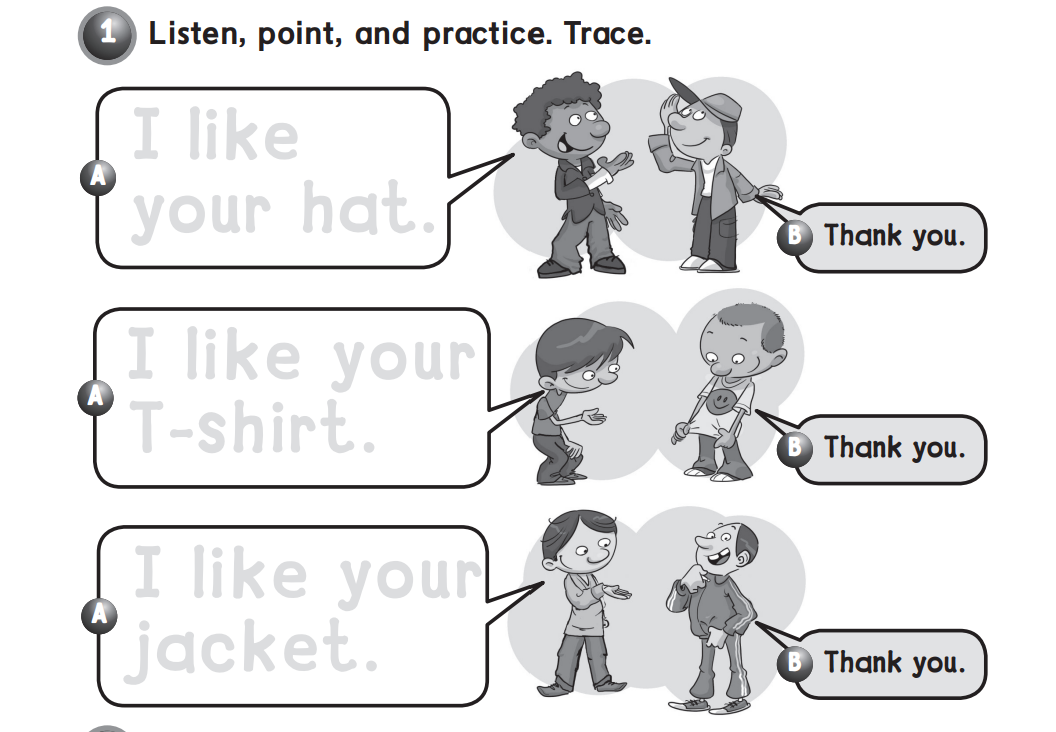 1 Listen, point, and practice. Trace.
A I like
your hat.
B Thank you.
A I like your
T-shirt.
B Thank you.
A I like your
jacket.
B Thank you.